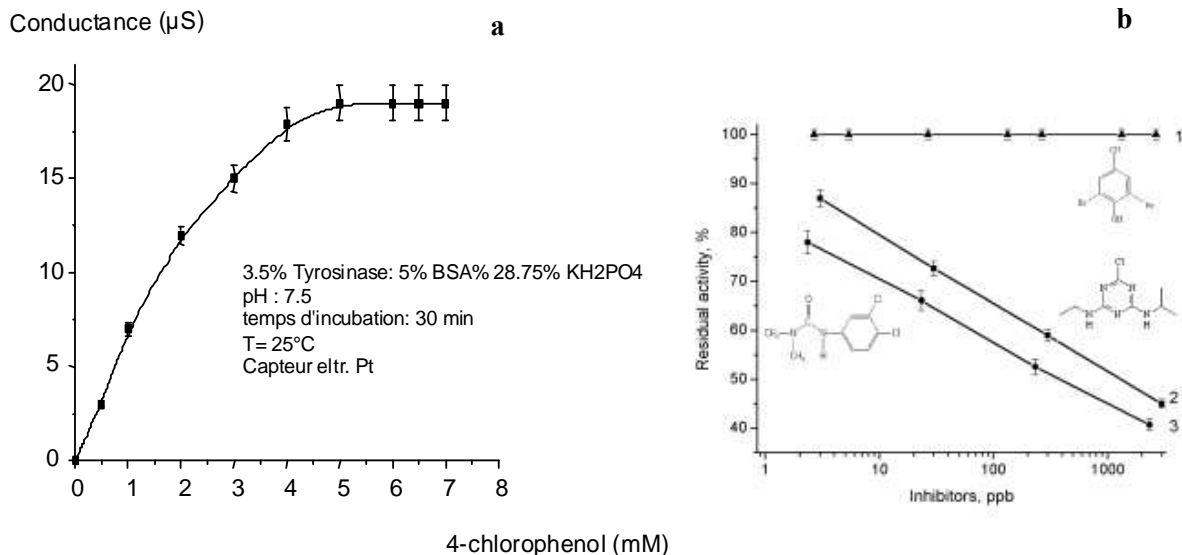 Conductance (µS)
a
20
15
10
5
0
3.5% Tyrosinase: 5% BSA% 28.75% KH2PO4
pH : 7.5
temps d'incubation: 30 min
T= 25°C
Capteur eltr. Pt
0 1 2 3 4 5 6 7 8
4-chlorophenol (mM)
b
Residual activity, %
100
90
80
70
60
50
40
1
2
3
1 10 100 1000
Inhibitors, ppb